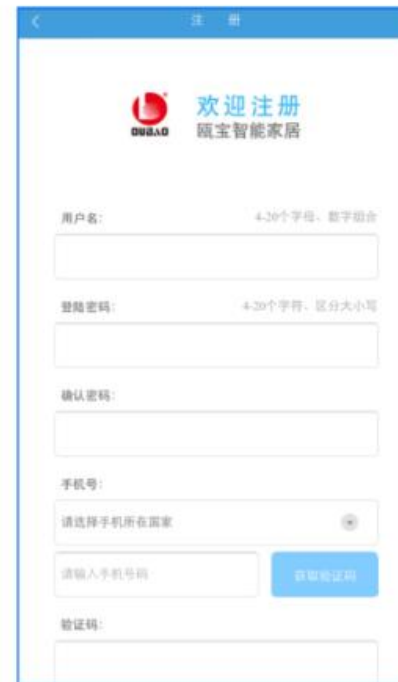 注 册
欢迎注册
OUBAO 瓯宝智能家居
用户名： 4-20个字母、数字组合
登陆密码： 4-20个字符、区分大小写
确认密码：
手机号：
请选择手机所在国家
请输入手机号码 获取验证码
验证码：